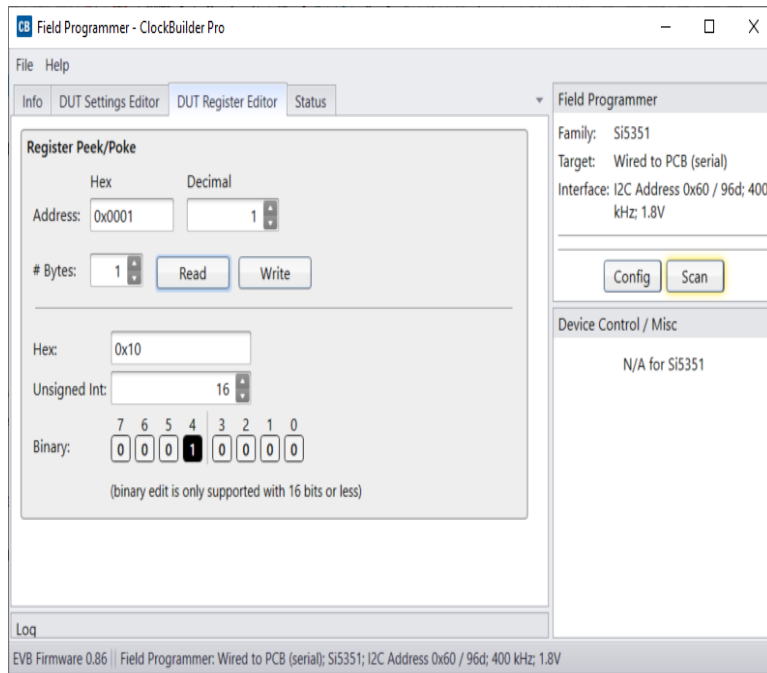 CB Field Programmer - ClockBuilder Pro
File Help
Info DUT Settings Editor DUT Register Editor Status
Register Peek/Poke
Hex Decimal
Address: 0x0001 1
# Bytes: 1 Read Write
Hex: 0x10
Unsigned Int: 16
7 6 5 4 3 2 1 0
Binary: 0 0 0 1 0 0 0 0
(binary edit is only supported with 16 bits or less)
Log
Field Programmer
Family: Si5351
Target: Wired to PCB (serial)
Interface: I2C Address 0x60 / 96d; 400
kHz; 1.8V
Config Scan
Device Control / Misc
N/A for Si5351
EVB Firmware 0.86 Field Programmer: Wired to PCB (serial); Si5351; I2C Address 0x60 / 96d; 400 kHz; 1.8V